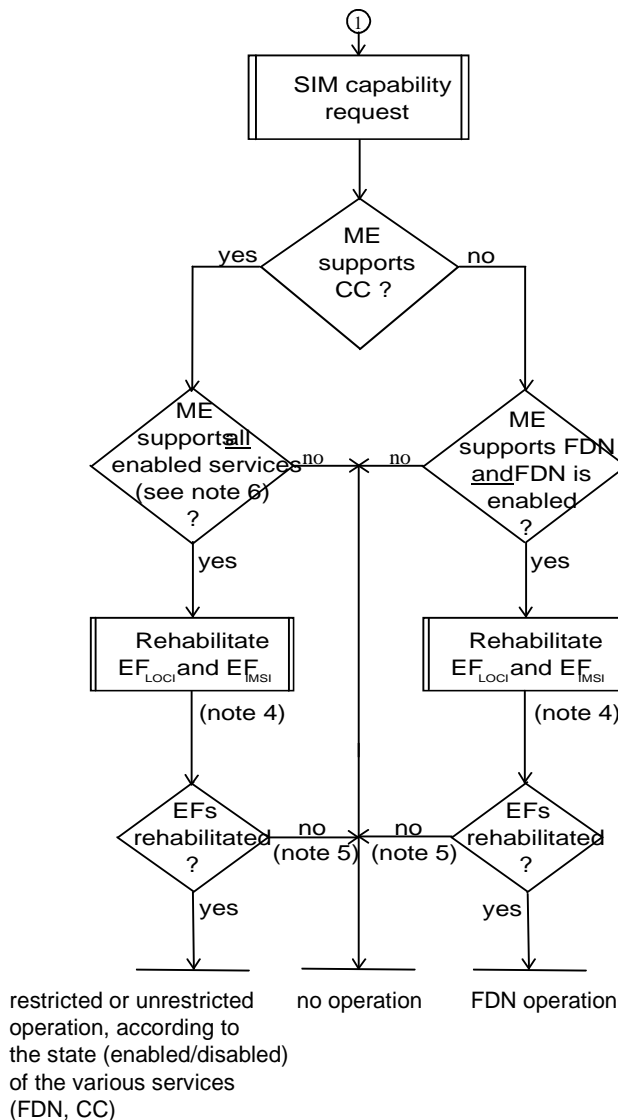 1
SIM capability
request
ME
supports
CC ?
yes
no
ME
supports all
enabled services
(see note 6)
?
no
no
ME
supports FDN
and FDN is
enabled
?
yes
yes
Rehabilitate
EFLOCI and EFIMSI
Rehabilitate
EFLOCI and EFIMSI
(note 4)
(note 4)
EFs
rehabilitated
?
no
(note 5)
no
(note 5)
EFs
rehabilitated
?
yes
yes
restricted or unrestricted
operation, according to
the state (enabled/disabled)
of the various services
(FDN, CC)
no operation
FDN operation